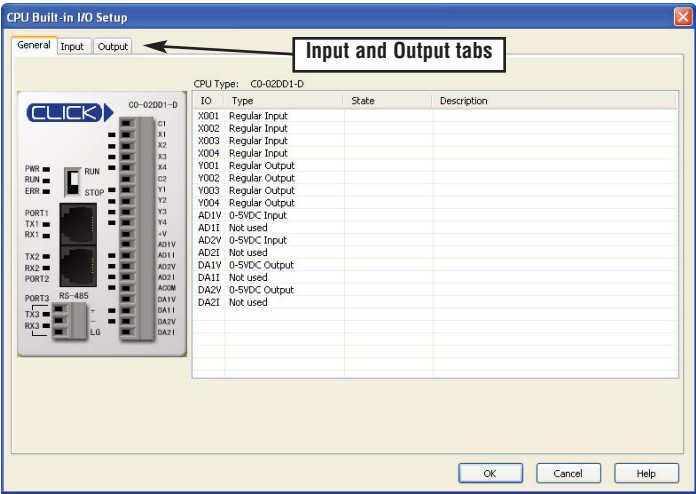 CPU Built-in I/O Setup
General Input Output
Input and Output tabs
CPU Type: C0-02DD1-D
CLICK
C0-02DD1-D
C1
X1
X2
X3
X4
C2
Y1
Y2
Y3
Y4
+V
AD1V
AD1I
AD2V
AD2I
ACOM
DA1V
DA1I
DA2V
DA2I
PWR
RUN
ERR
RUN
STOP
PORT1
TX1
RX1
TX2
RX2
PORT2
PORT3 RS-485
TX3 +
RX3 -
LG
IO Type State Description
X001 Regular Input
X002 Regular Input
X003 Regular Input
X004 Regular Input
Y001 Regular Output
Y002 Regular Output
Y003 Regular Output
Y004 Regular Output
AD1V 0-5VDC Input
AD1I Not used
AD2V 0-5VDC Input
AD2I Not used
DA1V 0-5VDC Output
DA1I Not used
DA2V 0-5VDC Output
DA2I Not used
OK Cancel Help